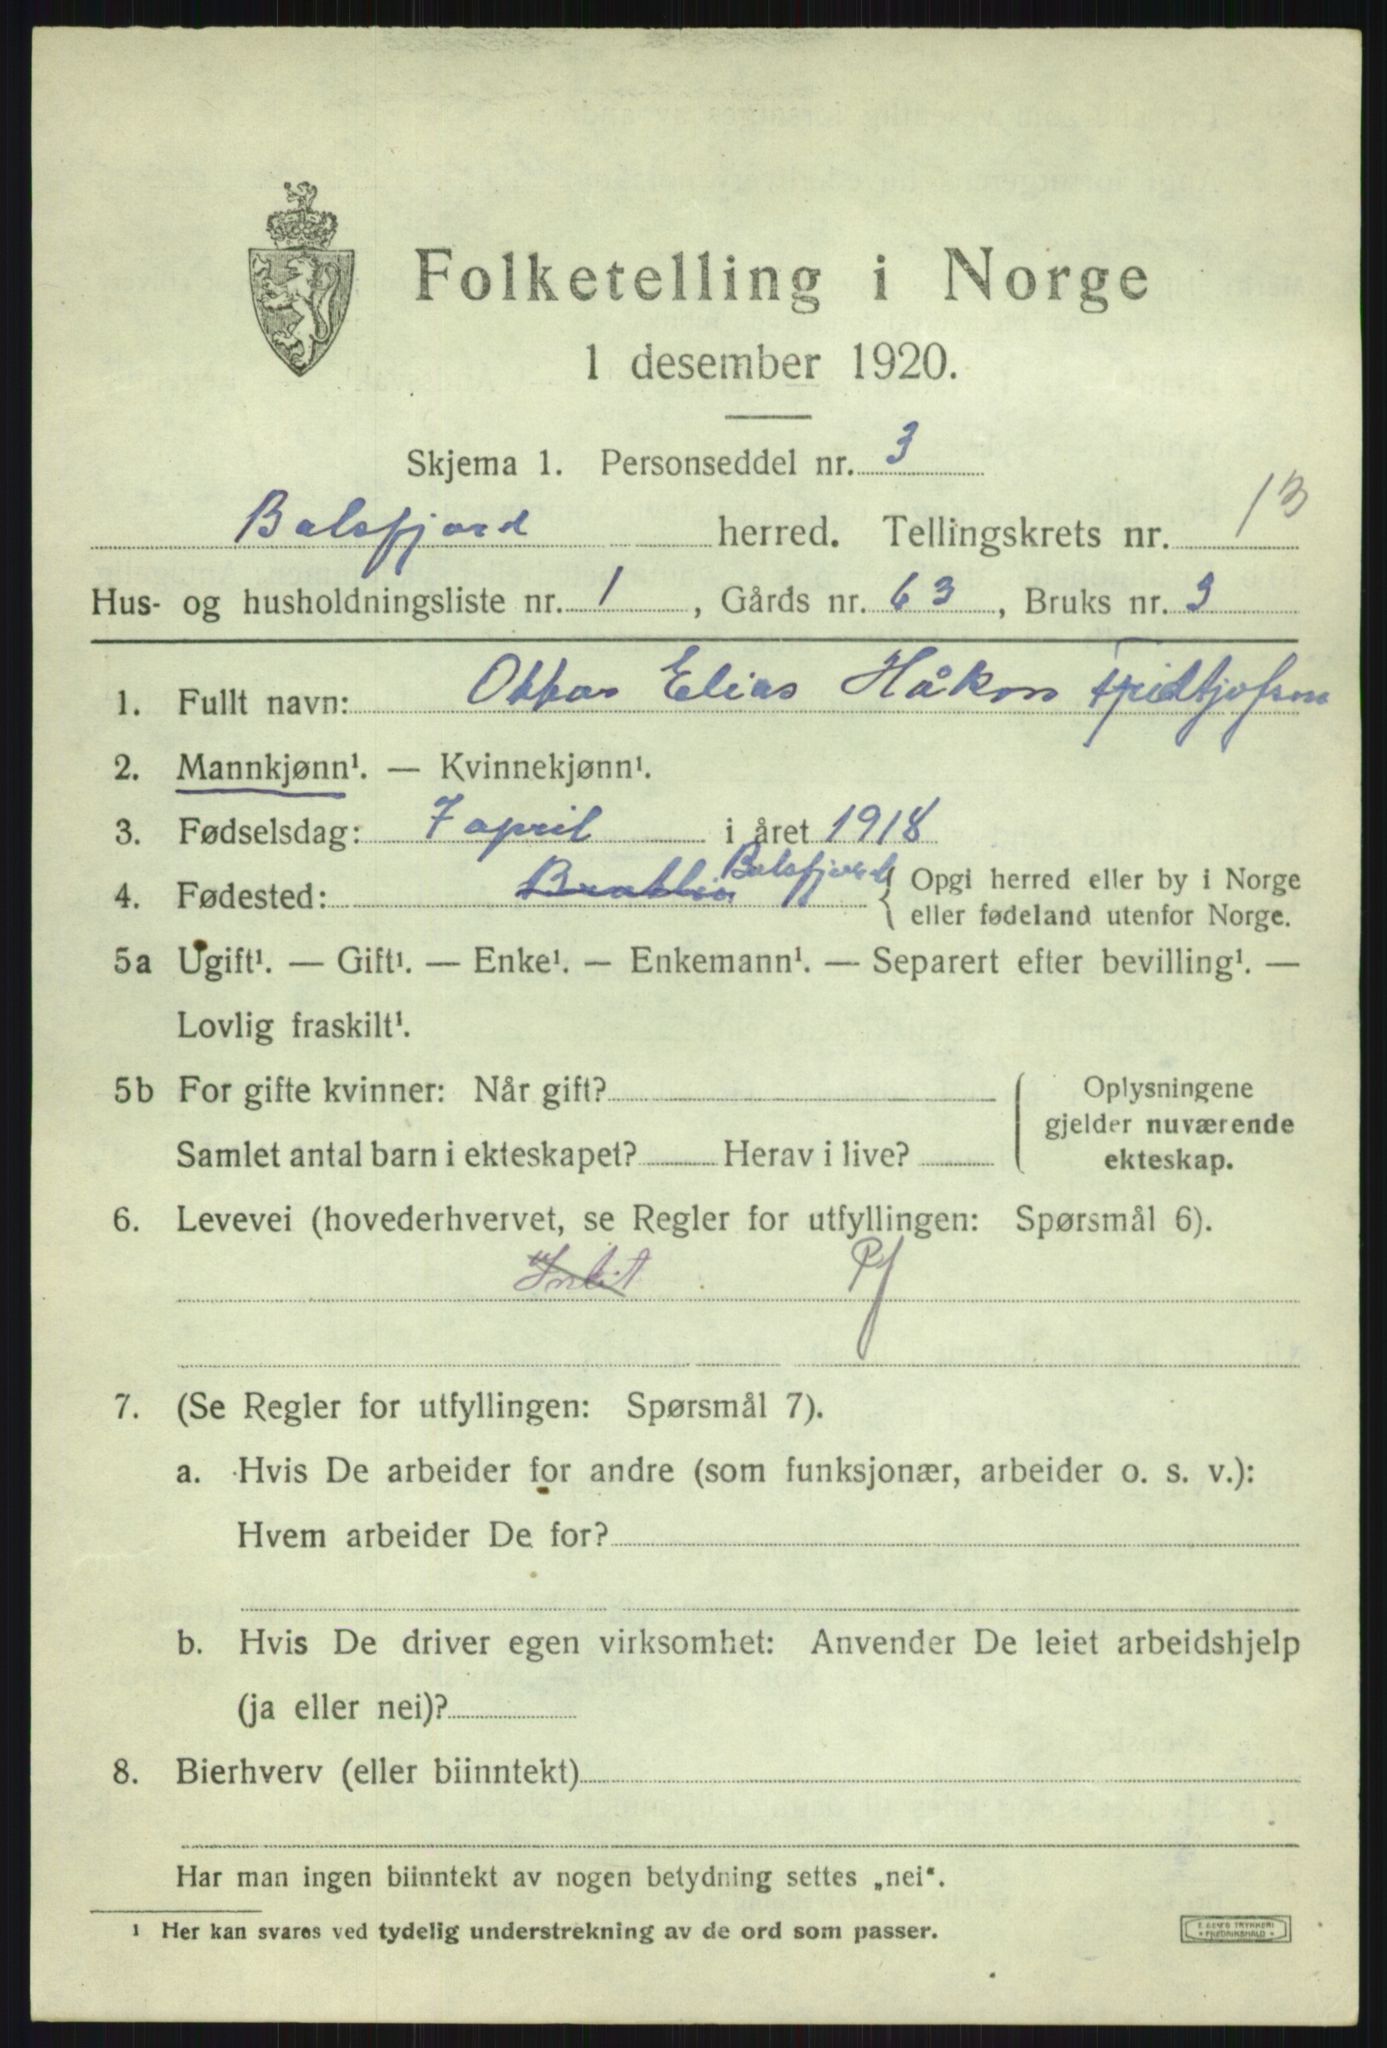 Folketelling i Norge
1 desember 1920.
Skjema 1. Personseddel nr. 3
Balsfjord herred. Tellingskrets nr. 13
Hus- og husholdningsliste nr. 1, Gårds nr. 63, Bruks nr. 3
1. Fullt navn: Ottar Elias Håkon Fridtjofsen
2. Mannkjønn¹. — Kvinnekjønn¹.
3. Fødselsdag: 7 april i året 1918
4. Fødested: Balsfjord { Opgi herred eller by i Norge
eller fødeland utenfor Norge.
5a Ugift¹. — Gift¹. — Enke¹. — Enkemann¹. — Separert efter bevilling¹. —
Lovlig fraskilt¹.
5b For gifte kvinner: Når gift? ( Oplysningene
gjelder nuværende
Samlet antal barn i ekteskapet? Herav i live?
ekteskap.
6. Levevei (hovederhvervet, se Regler for utfyllingen: Spørsmål 6).
7. (Se Regler for utfyllingen: Spørsmål 7).
a. Hvis De arbeider for andre (som funksjonær, arbeider o. s. v.):
Hvem arbeider De for?
b. Hvis De driver egen virksomhet: Anvender De leiet arbeidshjelp
(ja eller nei)?
8. Bierhverv (eller biinntekt)
Har man ingen biinntekt av nogen betydning settes „nei“.
¹ Her kan svares ved tydelig understrekning av de ord som passer.